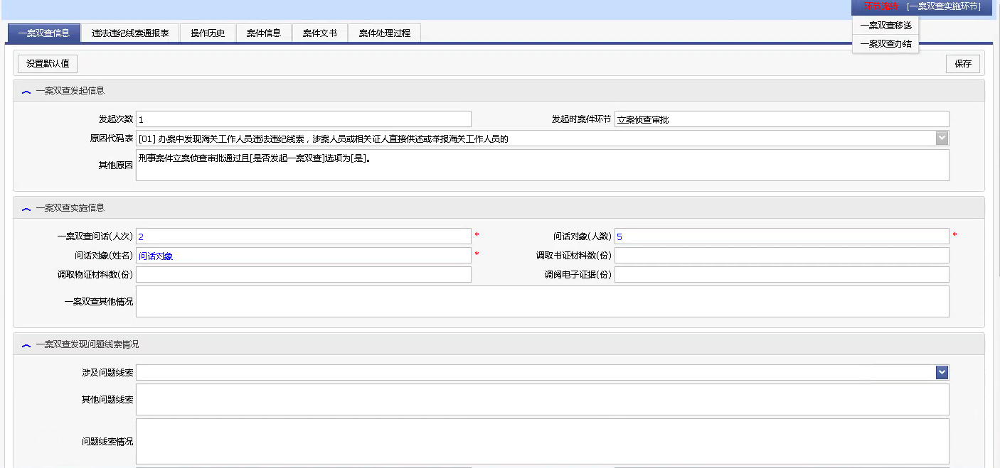 环节流转 [一案双查实施环节]
一案双查移送
一案双查办结
一案双查信息 违法违纪线索通报表 操作历史 案件信息 案件文书 案件处理过程
设置默认值 保存
一案双查发起信息
发起次数 1 发起时案件环节 立案侦查审批
原因代码表 [01] 办案中发现海关工作人员违法违纪线索，涉案人员或相关证人直接供述或举报海关工作人员的
其他原因 刑事案件立案侦查审批通过且[是否发起一案双查]选项为[是]。
一案双查实施信息
一案双查问话(人次) 2 * 问话对象(人数) 5 *
问话对象(姓名) 问话对象 * 调取书证材料数(份)
调取物证材料数(份) 调阅电子证据(份)
一案双查其他情况
一案双查发现问题线索情况
涉及问题线索
其他问题线索
问题线索情况